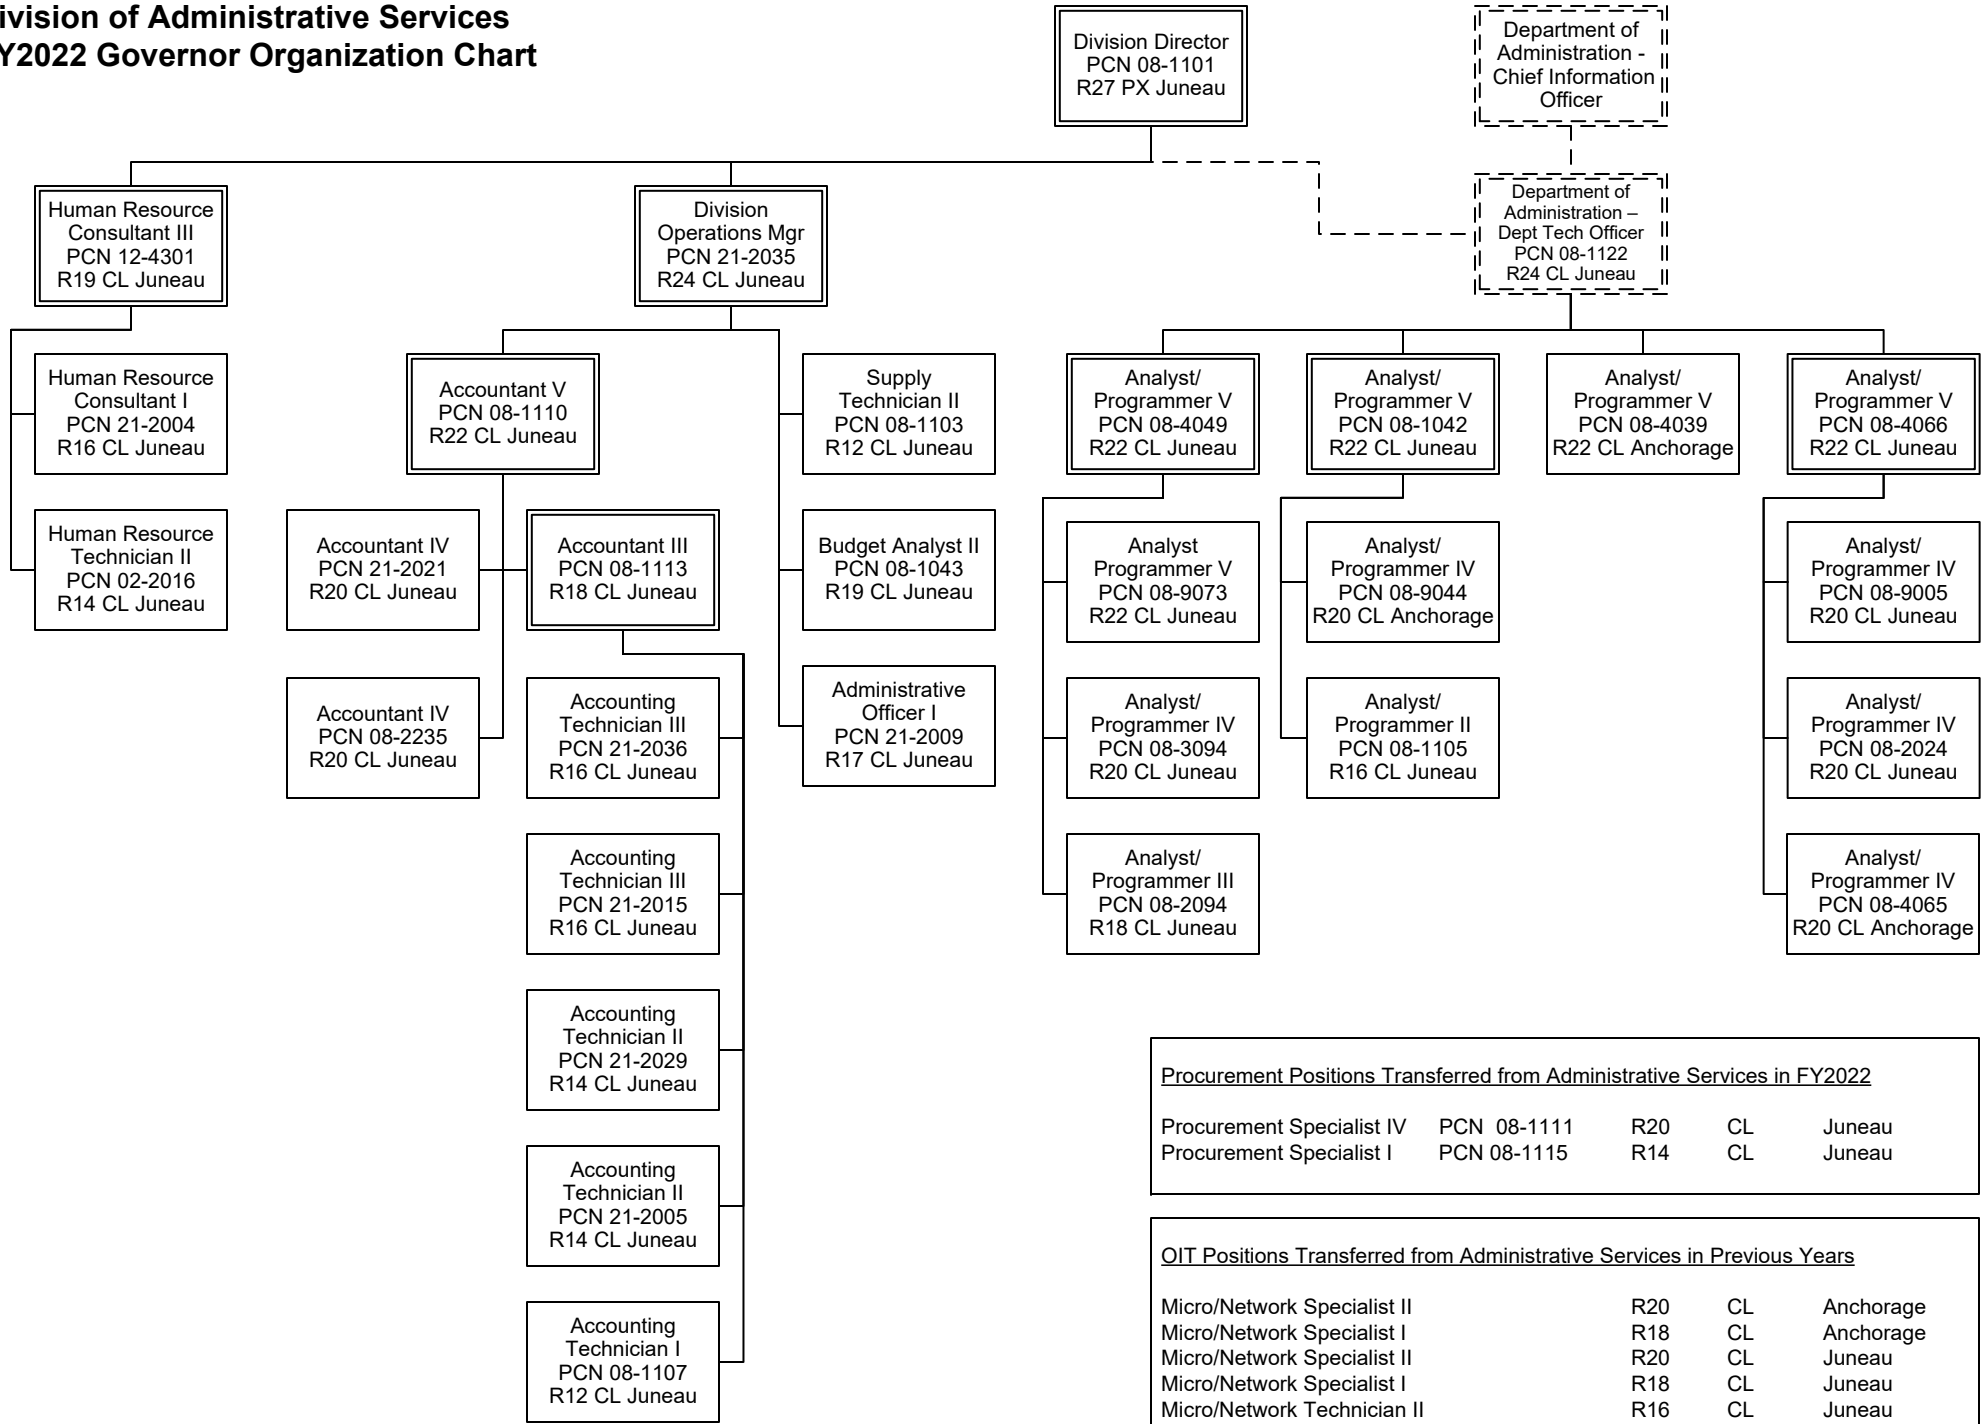 ivision of Administrative Services
Y2022 Governor Organization Chart
Division Director
PCN 08-1101
R27 PX Juneau
Department of
Administration -
Chief Information
Officer
Human Resource
Consultant III
PCN 12-4301
R19 CL Juneau
Division
Operations Mgr
PCN 21-2035
R24 CL Juneau
Department of
Administration –
Dept Tech Officer
PCN 08-1122
R24 CL Juneau
Human Resource
Consultant I
PCN 21-2004
R16 CL Juneau
Accountant V
PCN 08-1110
R22 CL Juneau
Supply
Technician II
PCN 08-1103
R12 CL Juneau
Analyst/
Programmer V
PCN 08-4049
R22 CL Juneau
Analyst/
Programmer V
PCN 08-1042
R22 CL Juneau
Analyst/
Programmer V
PCN 08-4039
R22 CL Anchorage
Analyst/
Programmer V
PCN 08-4066
R22 CL Juneau
Human Resource
Technician II
PCN 02-2016
R14 CL Juneau
Accountant IV
PCN 21-2021
R20 CL Juneau
Accountant III
PCN 08-1113
R18 CL Juneau
Budget Analyst II
PCN 08-1043
R19 CL Juneau
Analyst
Programmer V
PCN 08-9073
R22 CL Juneau
Analyst/
Programmer IV
PCN 08-9044
R20 CL Anchorage
Analyst/
Programmer IV
PCN 08-9005
R20 CL Juneau
Accountant IV
PCN 08-2235
R20 CL Juneau
Accounting
Technician III
PCN 21-2036
R16 CL Juneau
Administrative
Officer I
PCN 21-2009
R17 CL Juneau
Analyst/
Programmer IV
PCN 08-3094
R20 CL Juneau
Analyst/
Programmer II
PCN 08-1105
R16 CL Juneau
Analyst/
Programmer IV
PCN 08-2024
R20 CL Juneau
Accounting
Technician III
PCN 21-2015
R16 CL Juneau
Analyst/
Programmer III
PCN 08-2094
R18 CL Juneau
Analyst/
Programmer IV
PCN 08-4065
R20 CL Anchorage
Accounting
Technician II
PCN 21-2029
R14 CL Juneau
Accounting
Technician II
PCN 21-2005
R14 CL Juneau
Accounting
Technician I
PCN 08-1107
R12 CL Juneau
Procurement Positions Transferred from Administrative Services in FY2022
Procurement Specialist IV PCN 08-1111 R20 CL Juneau
Procurement Specialist I PCN 08-1115 R14 CL Juneau
OIT Positions Transferred from Administrative Services in Previous Years
Micro/Network Specialist II R20 CL Anchorage
Micro/Network Specialist I R18 CL Anchorage
Micro/Network Specialist II R20 CL Juneau
Micro/Network Specialist I R18 CL Juneau
Micro/Network Technician II R16 CL Juneau